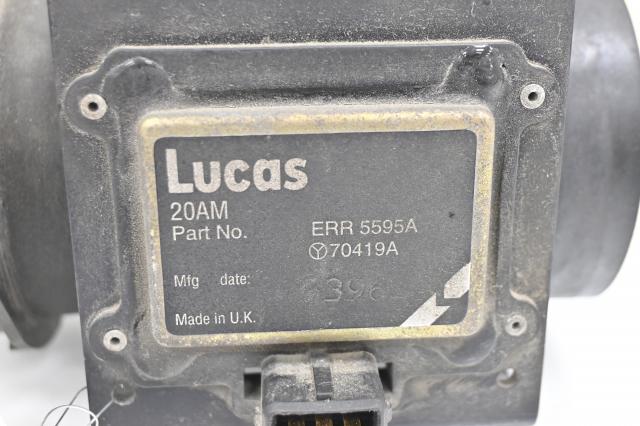 Lucas
20AM
Part No. ERR 5595A
70419A
Mfg date:
Made in U.K.